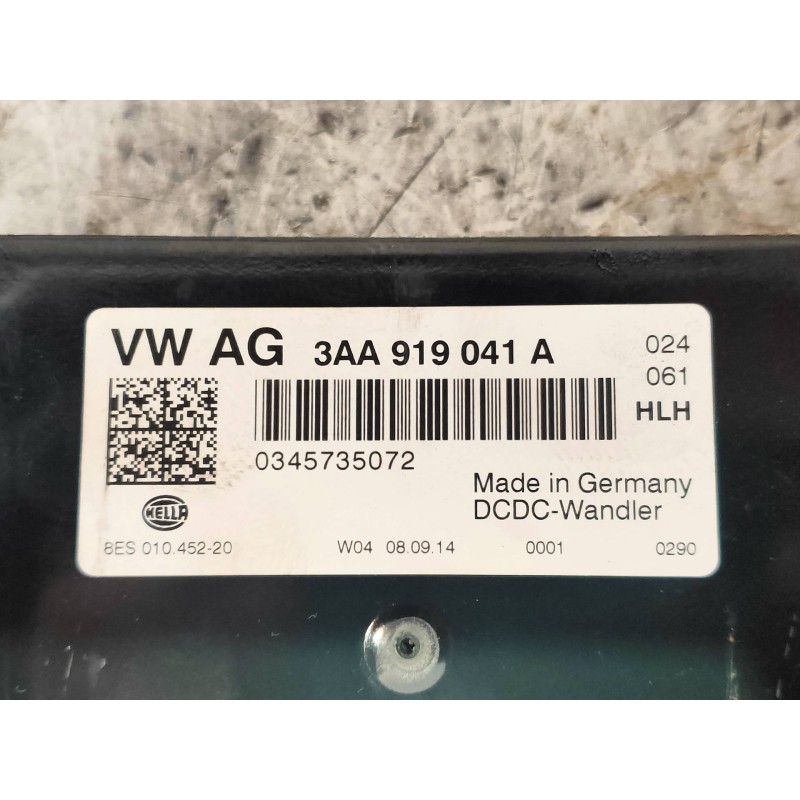 VW AG 3AA 919 041 A
024
061
HLH
0345735072
Made in Germany
DCDC-Wandler
HELLA
8ES 010.452-20
W04 08.09.14 0001 0290